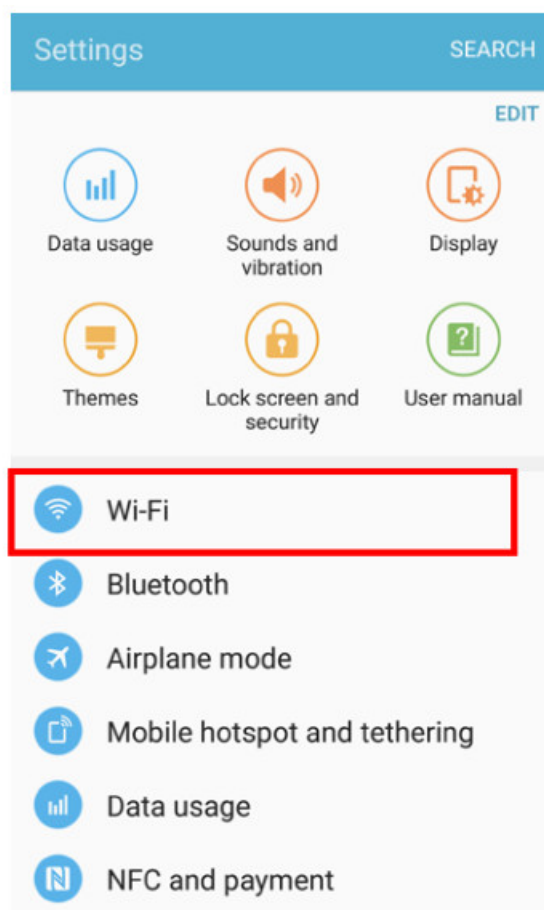 Settings
SEARCH
EDIT
Data usage
Sounds and
vibration
Display
Themes
Lock screen and
security
User manual
Wi-Fi
Bluetooth
Airplane mode
Mobile hotspot and tethering
Data usage
NFC and payment